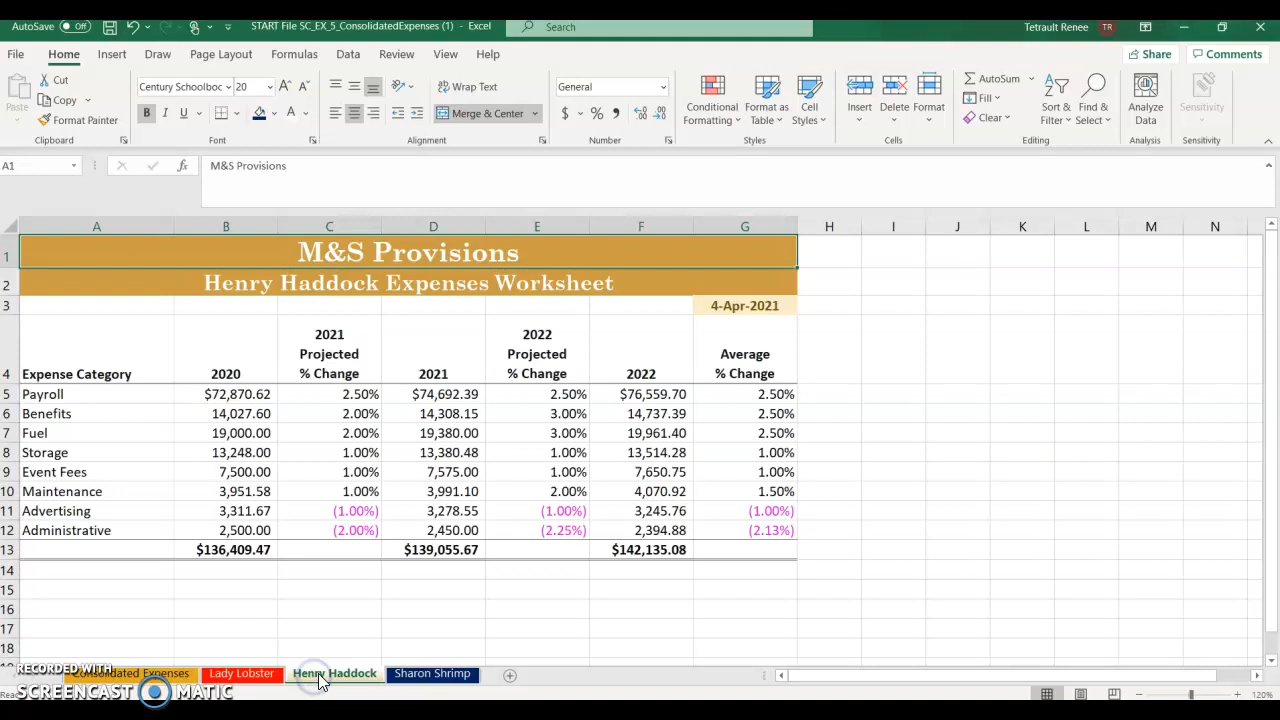 AutoSave Off START File SC_EX_5_ConsolidatedExpenses (1) - Excel Search Tetrault Renee TR
File Home Insert Draw Page Layout Formulas Data Review View Help Share Comments
Paste Cut Century Schoolboc 20 Wrap Text General Conditional Format as Cell Insert Delete Format AutoSum Sort & Find & Analyze Sensitivity
Copy Fill Formatting Table Styles Filter Select Data
Format Painter B I U A Merge & Center $ % , Clear
Clipboard Font Alignment Number Styles Cells Editing Analysis Sensitivity
A1 fx M&S Provisions
A B C D E F G H I J K L M N
1 M&S Provisions
2 Henry Haddock Expenses Worksheet
3 4-Apr-2021
2021 2022
Projected Projected Average
4 Expense Category 2020 % Change 2021 % Change 2022 % Change
5 Payroll $72,870.62 2.50% $74,692.39 2.50% $76,559.70 2.50%
6 Benefits 14,027.60 2.00% 14,308.15 3.00% 14,737.39 2.50%
7 Fuel 19,000.00 2.00% 19,380.00 3.00% 19,961.40 2.50%
8 Storage 13,248.00 1.00% 13,380.48 1.00% 13,514.28 1.00%
9 Event Fees 7,500.00 1.00% 7,575.00 1.00% 7,650.75 1.00%
10 Maintenance 3,951.58 1.00% 3,991.10 2.00% 4,070.92 1.50%
11 Advertising 3,311.67 (1.00%) 3,278.55 (1.00%) 3,245.76 (1.00%)
12 Administrative 2,500.00 (2.00%) 2,450.00 (2.25%) 2,394.88 (2.13%)
13 $136,409.47 $139,055.67 $142,135.08
14
15
16
17
18
RECORDED WITH
Consolidated Expenses Lady Lobster Henry Haddock Sharon Shrimp
SCREENCAST MATIC
120%